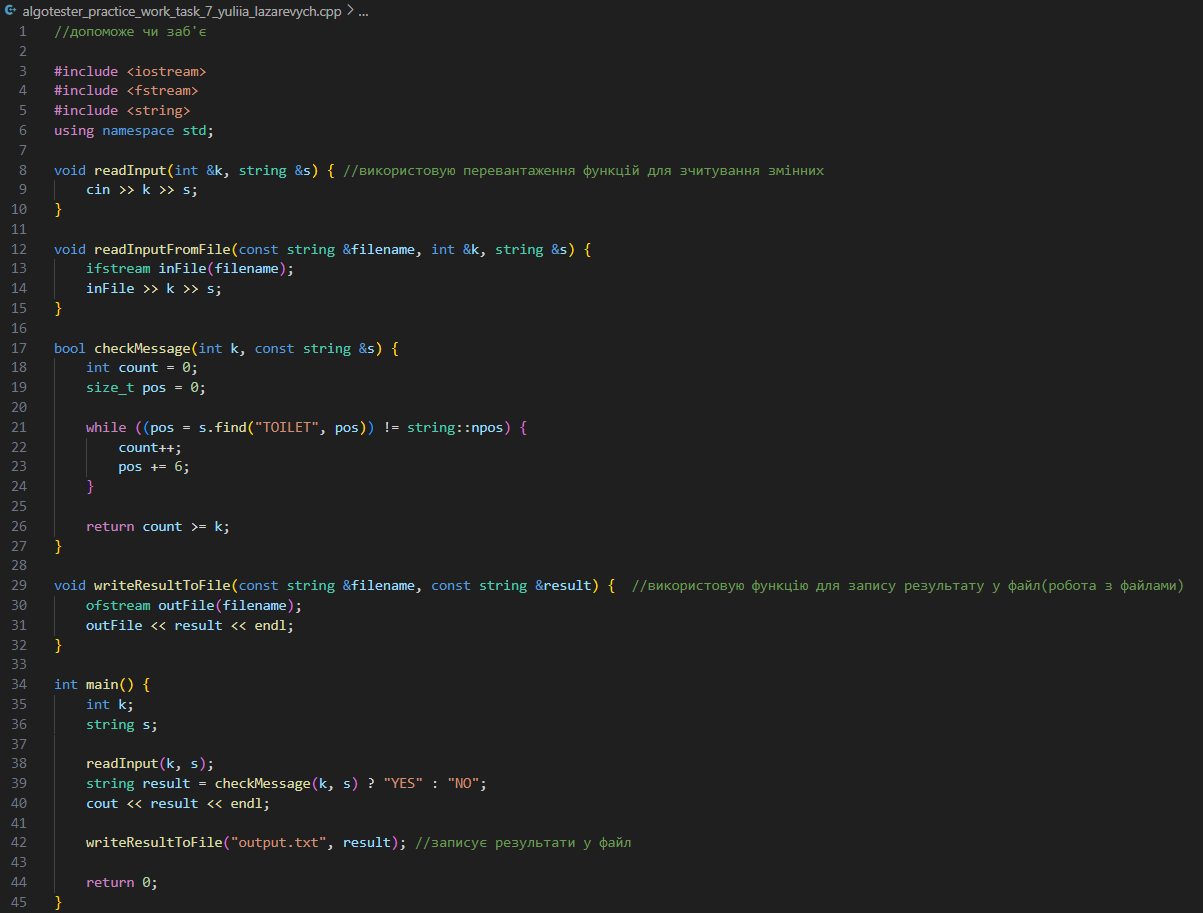 algotester_practice_work_task_7_yuliia_lazarevych.cpp > ...
1 //допоможе чи заб'є
2
3 #include <iostream>
4 #include <fstream>
5 #include <string>
6 using namespace std;
7
8 void readInput(int &k, string &s) { //використовую перевантаження функцій для зчитування змінних
9     cin >> k >> s;
10 }
11
12 void readInputFromFile(const string &filename, int &k, string &s) {
13     ifstream inFile(filename);
14     inFile >> k >> s;
15 }
16
17 bool checkMessage(int k, const string &s) {
18     int count = 0;
19     size_t pos = 0;
20
21     while ((pos = s.find("TOILET", pos)) != string::npos) {
22         count++;
23         pos += 6;
24     }
25
26     return count >= k;
27 }
28
29 void writeResultToFile(const string &filename, const string &result) {  //використовую функцію для запису результату у файл(робота з файлами)
30     ofstream outFile(filename);
31     outFile << result << endl;
32 }
33
34 int main() {
35     int k;
36     string s;
37
38     readInput(k, s);
39     string result = checkMessage(k, s) ? "YES" : "NO";
40     cout << result << endl;
41
42     writeResultToFile("output.txt", result); //записує результати у файл
43
44     return 0;
45 }